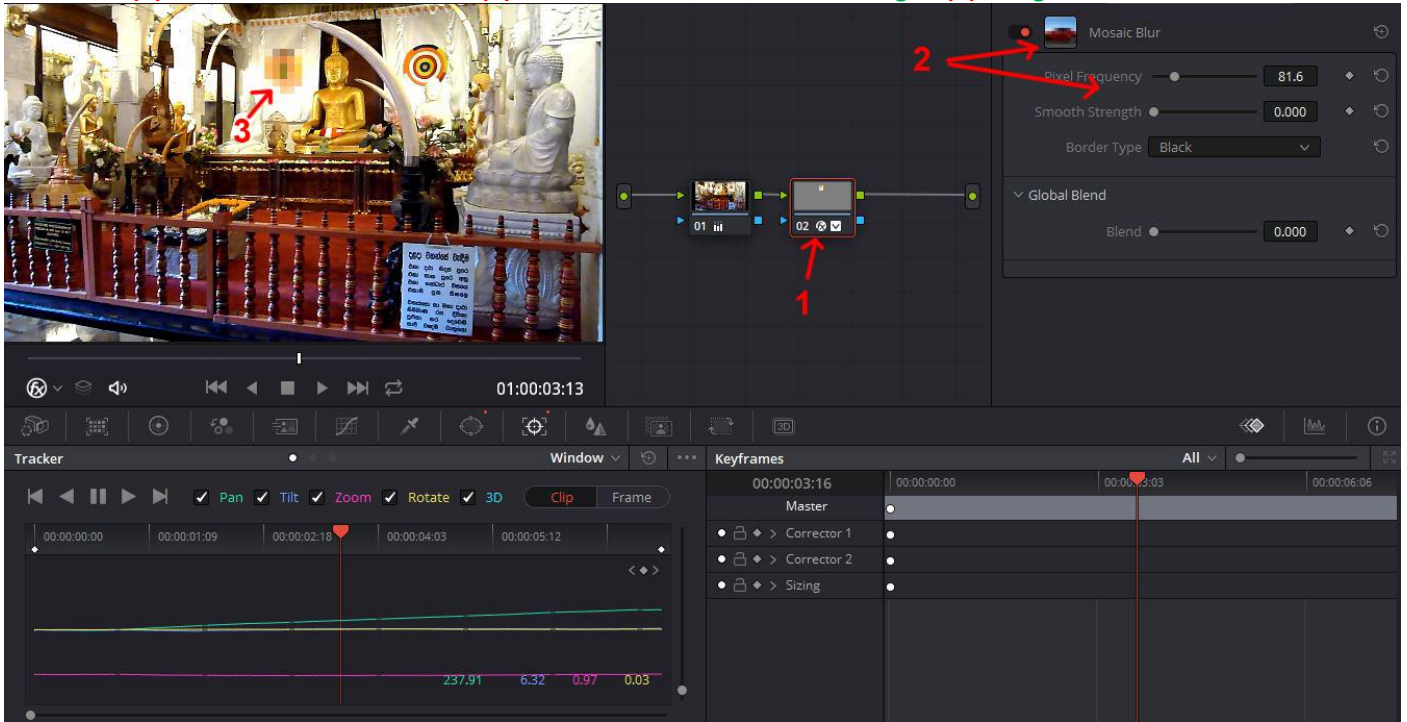 Mosaic Blur
Pixel Frequency 81.6
Smooth Strength 0.000
Border Type Black
Global Blend
Blend 0.000
2
3
01
02
1
01:00:03:13
3D
Tracker
Window
Pan Tilt Zoom Rotate 3D Clip Frame
00:00:00:00 00:00:01:09 00:00:02:18 00:00:04:03 00:00:05:12
237.91 6.32 0.97 0.03
Keyframes
All
00:00:03:16 00:00:00:00 00:00:06:06
Master
Corrector 1
Corrector 2
Sizing